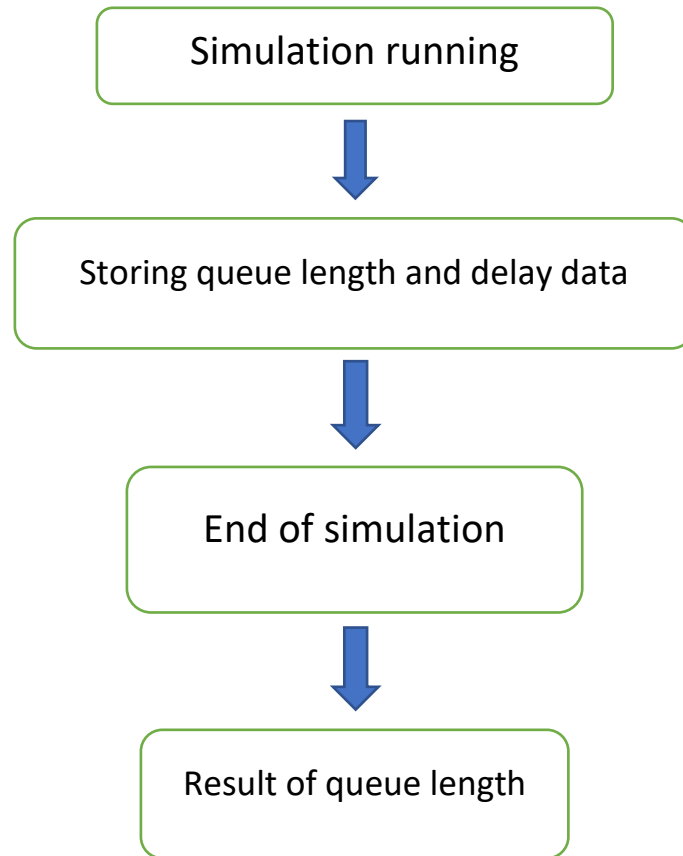 Simulation running
Storing queue length and delay data
End of simulation
Result of queue length